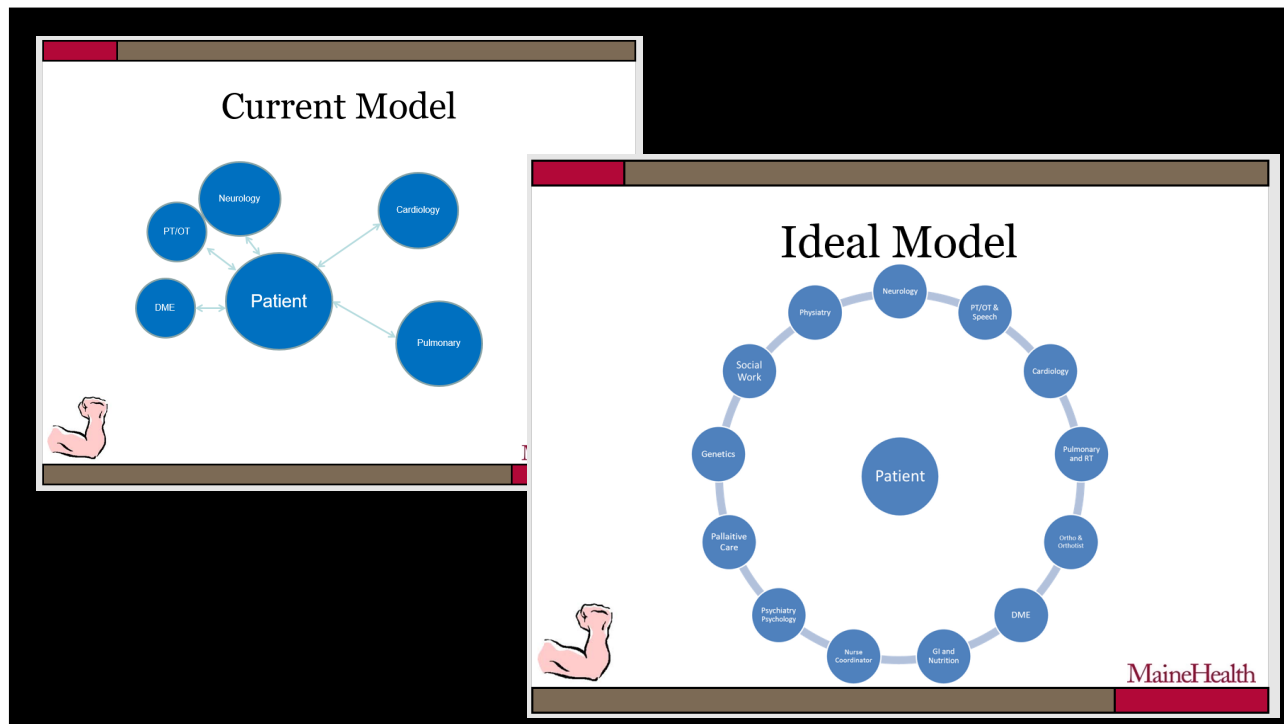 Current Model
Neurology
Cardiology
PT/OT
Patient
DME
Pulmonary
Ideal Model
Neurology
PT/OT &
Speech
Cardiology
Pulmonary
and RT
Ortho &
Orthotist
DME
GI and
Nutrition
Nurse
Coordinator
Psychiatry
Psychology
Pallaitive
Care
Genetics
Social
Work
Physiatry
Patient
MaineHealth